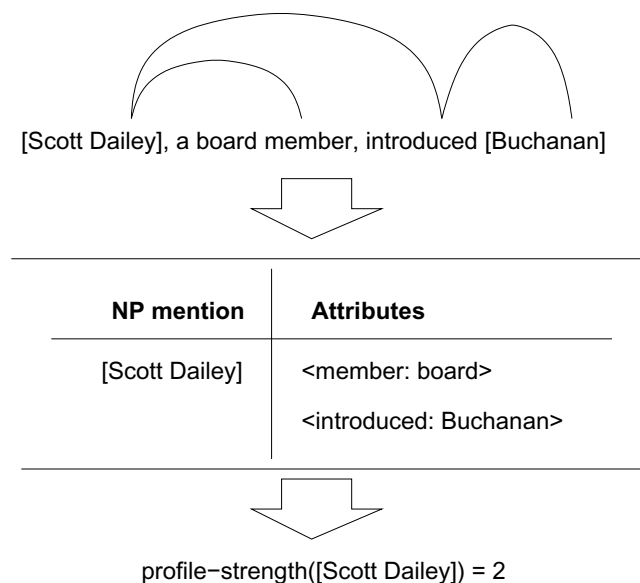 [Scott Dailey], a board member, introduced [Buchanan]
NP mention Attributes
[Scott Dailey] <member: board>
<introduced: Buchanan>
profile−strength([Scott Dailey]) = 2